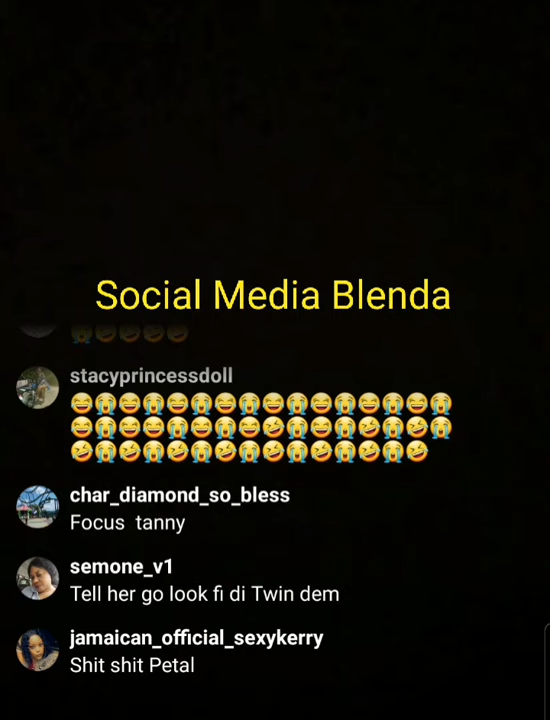 Social Media Blenda
stacyprincessdoll
char_diamond_so_bless
Focus tanny
semone_v1
Tell her go look fi di Twin dem
jamaican_official_sexykerry
Shit shit Petal